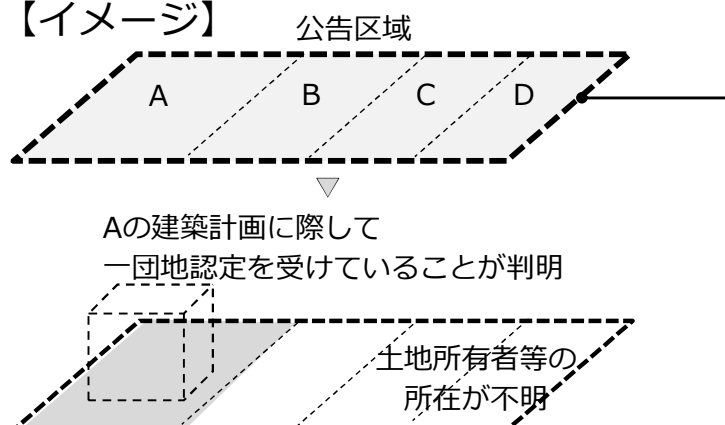 【イメージ】
公告区域
A
B
C
D
Aの建築計画に際して
一団地認定を受けていることが判明
土地所有者等の
所在が不明